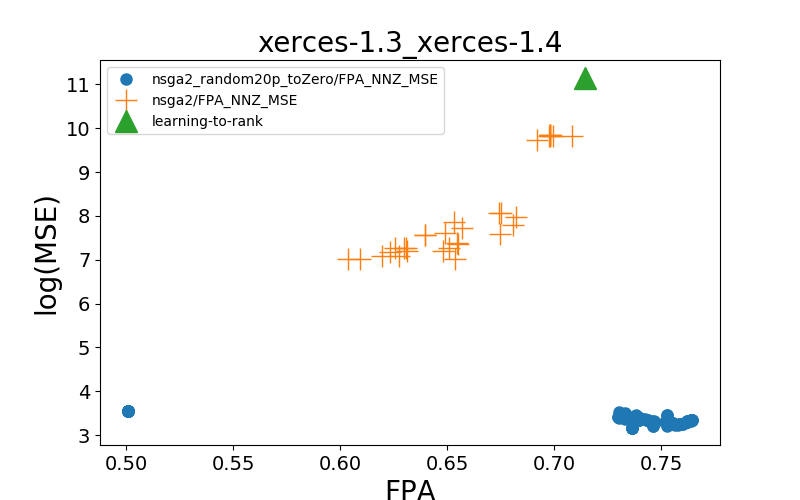 xerces-1.3_xerces-1.4
nsga2_random20p_toZero/FPA_NNZ_MSE
nsga2/FPA_NNZ_MSE
learning-to-rank
log(MSE)
11
10
9
8
7
6
5
4
3
0.50 0.55 0.60 0.65 0.70 0.75
FPA